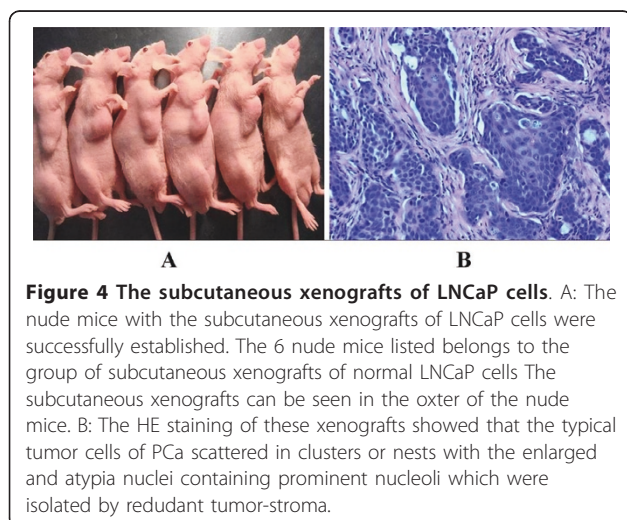 A
B
Figure 4 The subcutaneous xenografts of LNCaP cells. A: The
nude mice with the subcutaneous xenografts of LNCaP cells were
successfully established. The 6 nude mice listed belongs to the
group of subcutaneous xenografts of normal LNCaP cells The
subcutaneous xenografts can be seen in the oxter of the nude
mice. B: The HE staining of these xenografts showed that the typical
tumor cells of PCa scattered in clusters or nests with the enlarged
and atypia nuclei containing prominent nucleoli which were
isolated by redudant tumor-stroma.